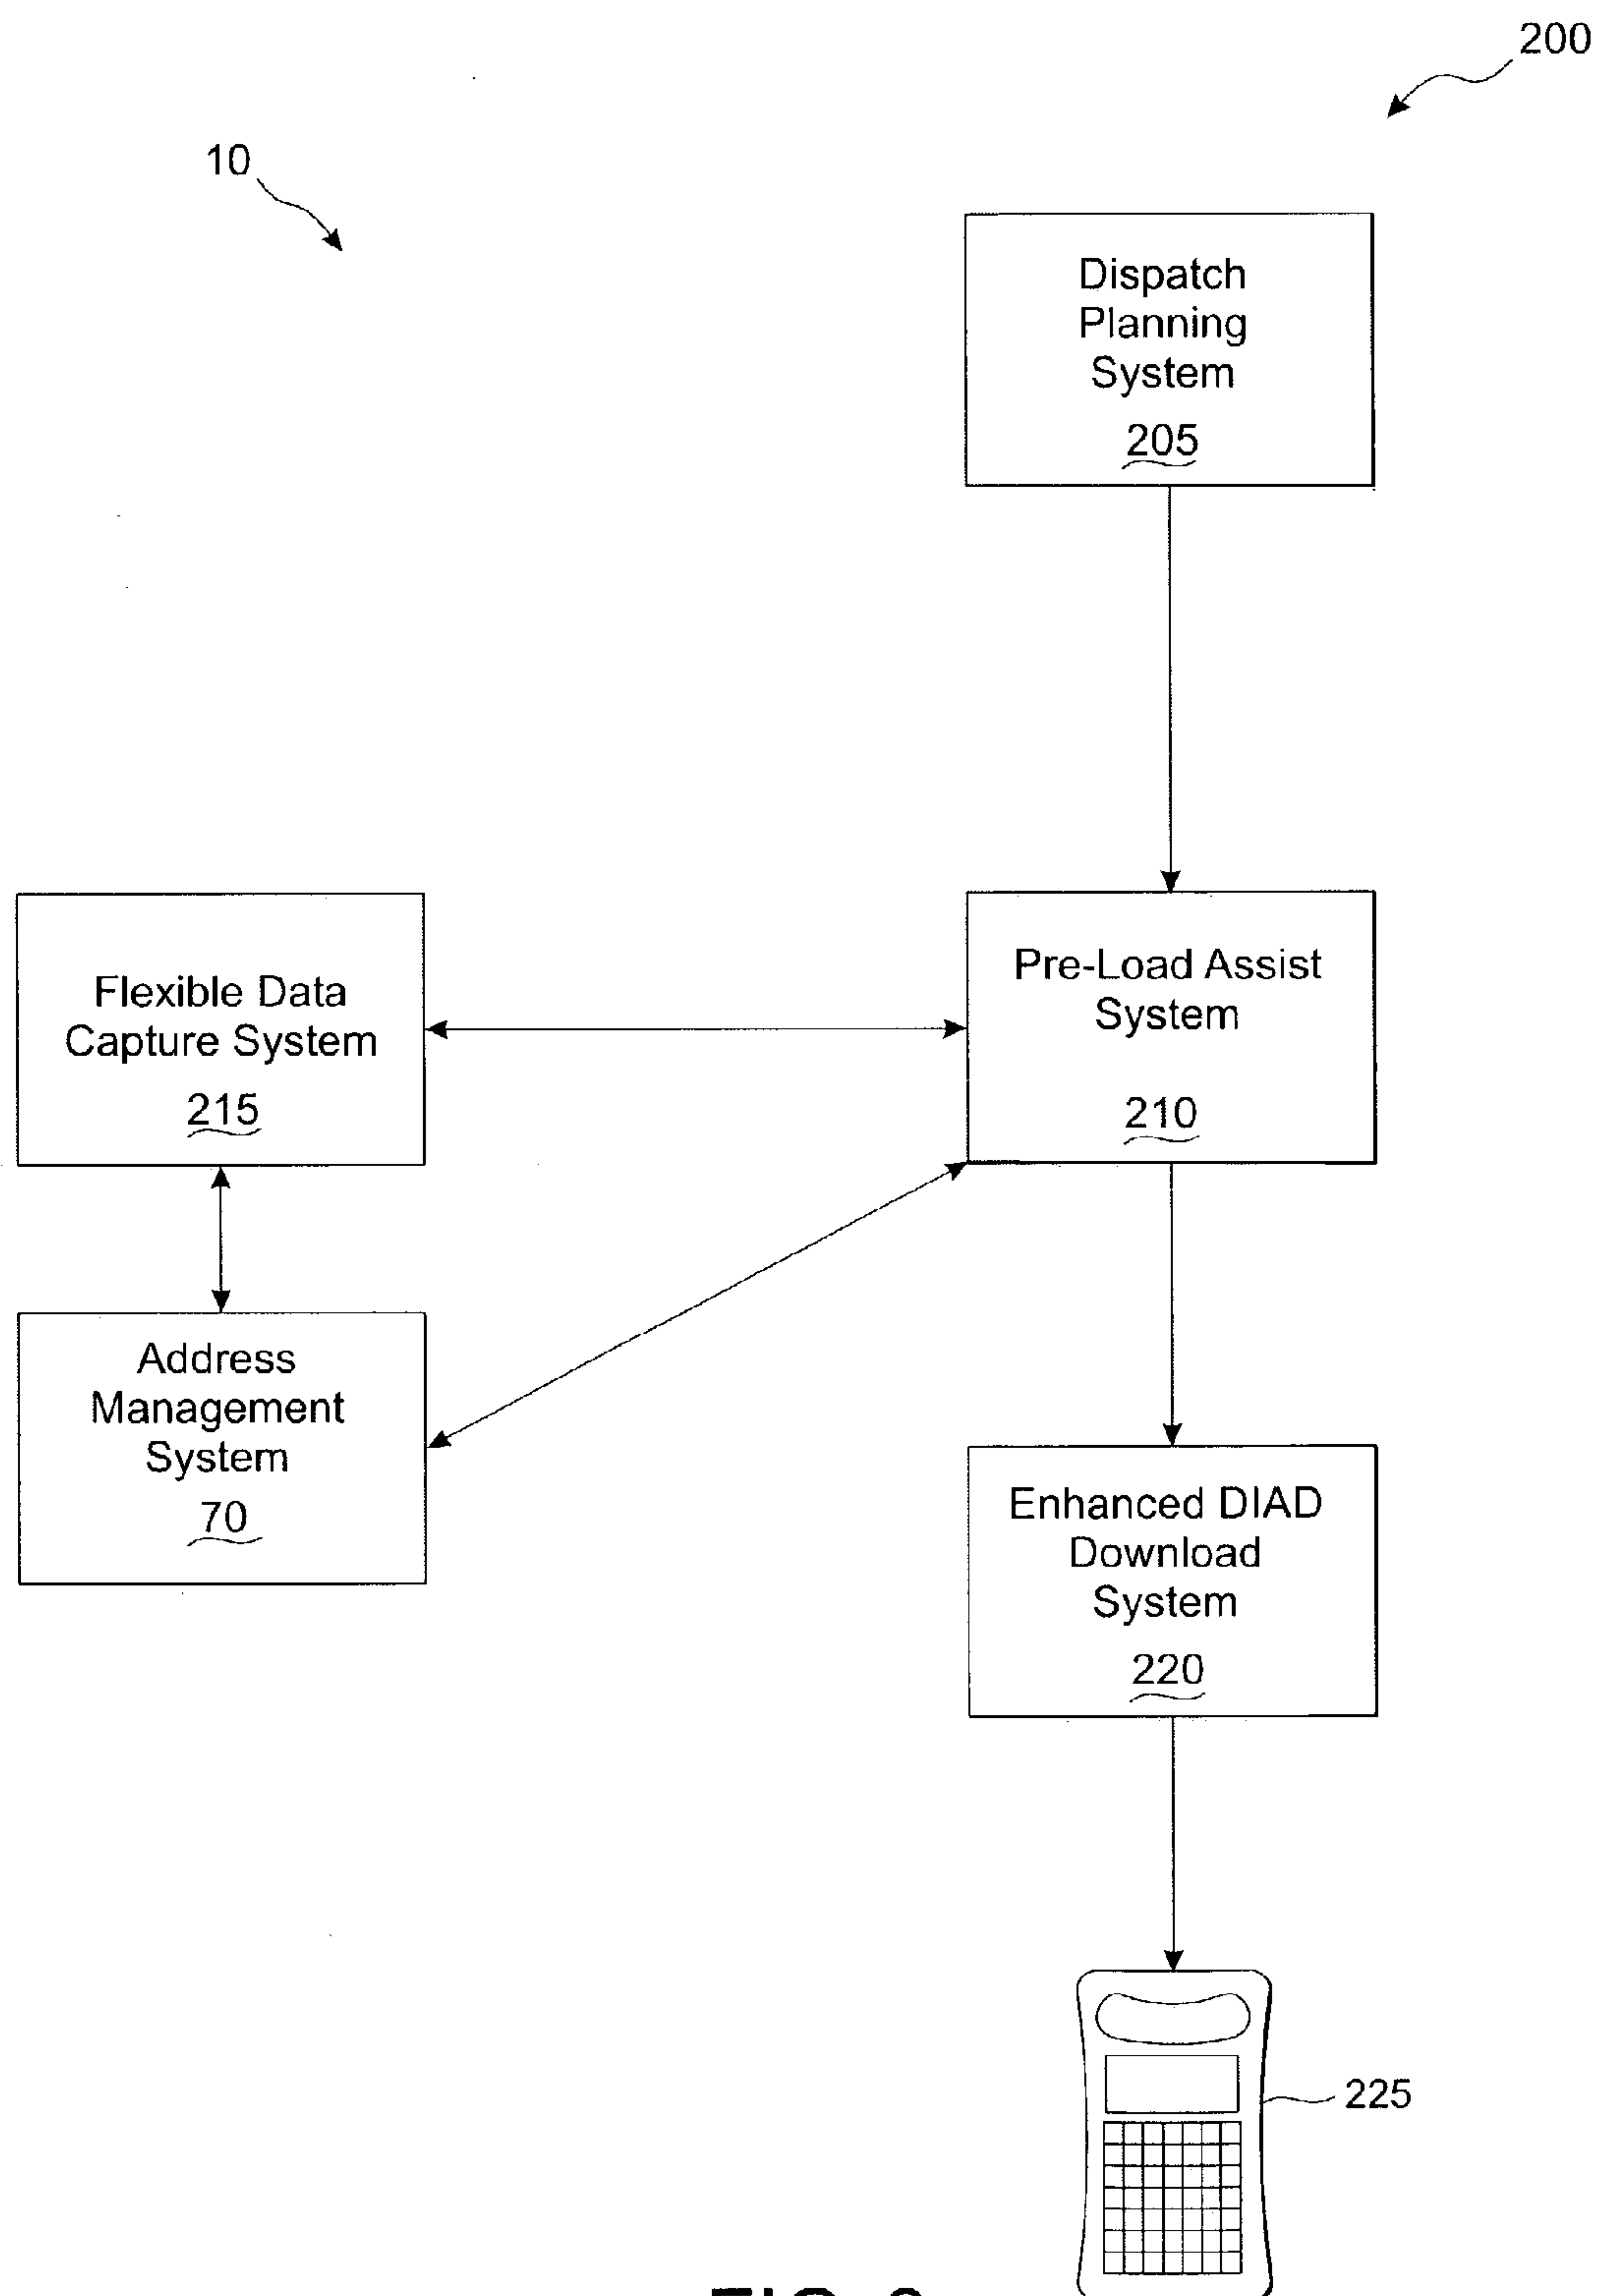 200
10
Dispatch
Planning
System
205
Flexible Data
Capture System
215
Pre-Load Assist
System
210
Address
Management
System
70
Enhanced DIAD
Download
System
220
225